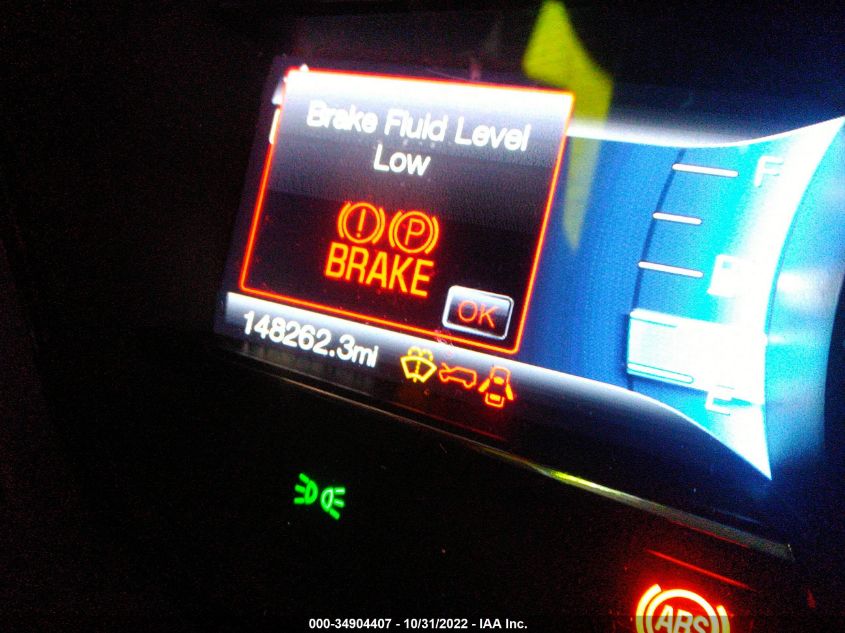 Brake Fluid Level
Low
! P
BRAKE
OK
148262.3mi
F
E
ABS
000-34904407 - 10/31/2022 - IAA Inc.